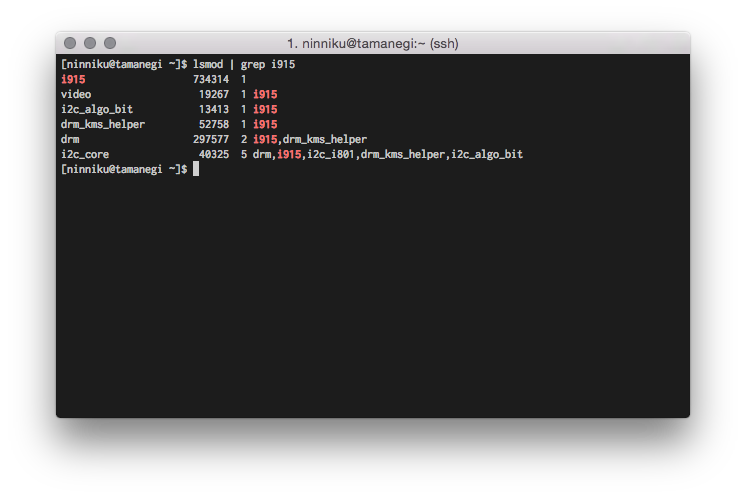 1. ninniku@tamanegi:~ (ssh)
[ninniku@tamanegi ~]$ lsmod | grep i915
i915                  734314  1
video                  19267  1 i915
i2c_algo_bit           13413  1 i915
drm_kms_helper         52758  1 i915
drm                   297577  2 i915,drm_kms_helper
i2c_core               40325  5 drm,i915,i2c_i801,drm_kms_helper,i2c_algo_bit
[ninniku@tamanegi ~]$